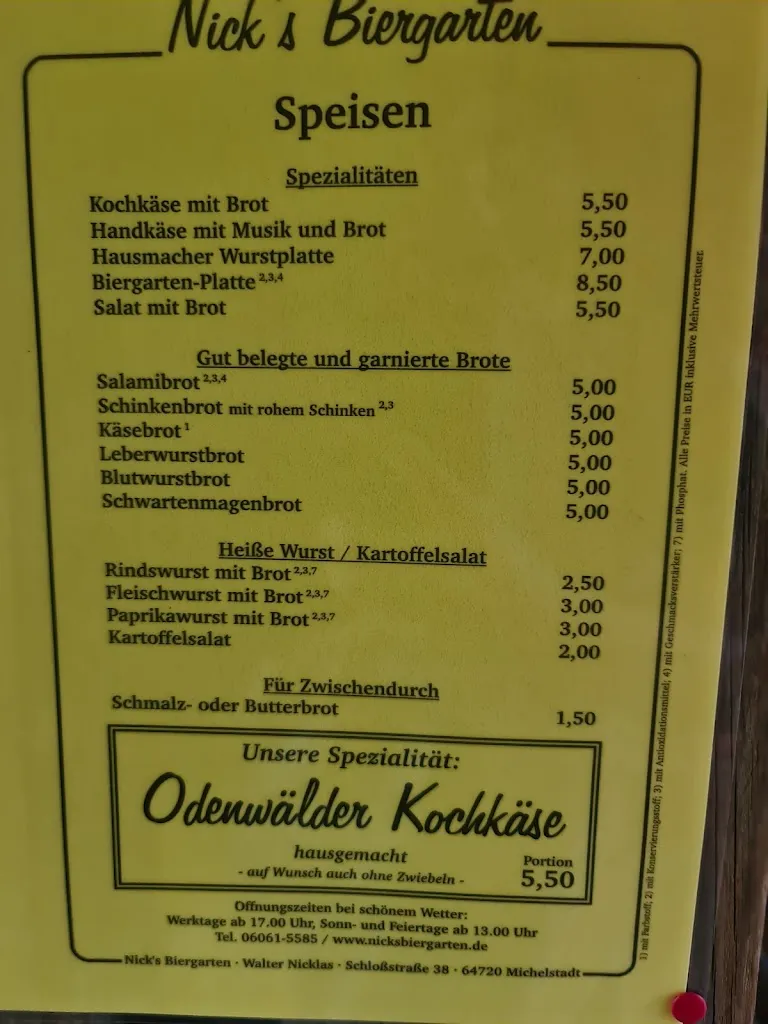 Nick's Biergarten
Speisen
Spezialitäten
Kochkäse mit Brot 5,50
Handkäse mit Musik und Brot 5,50
Hausmacher Wurstplatte 7,00
Biergarten-Platte 2,3,4 8,50
Salat mit Brot 5,50
Gut belegte und garnierte Brote
Salamibrot 2,3,4 5,00
Schinkenbrot mit rohem Schinken 2,3 5,00
Käsebrot 1 5,00
Leberwurstbrot 5,00
Blutwurstbrot 5,00
Schwartenmagenbrot 5,00
Heiße Wurst / Kartoffelsalat
Rindswurst mit Brot 2,3,7 2,50
Fleischwurst mit Brot 2,3,7 3,00
Paprikawurst mit Brot 2,3,7 3,00
Kartoffelsalat 2,00
Für Zwischendurch
Schmalz- oder Butterbrot 1,50
Unsere Spezialität:
Odenwälder Kochkäse
hausgemacht
- auf Wunsch auch ohne Zwiebeln -
Portion
5,50
Öffnungszeiten bei schönem Wetter:
Werktage ab 17.00 Uhr, Sonn- und Feiertage ab 13.00 Uhr
Tel. 06061-5585 / www.nicksbiergarten.de
Nick's Biergarten · Walter Nicklas · Schloßstraße 38 · 64720 Michelstadt
1) mit Farbstoff; 2) mit Konservierungsstoff; 3) mit Antioxidationsmittel; 4) mit Geschmacksverstärker; 7) mit Phosphat. Alle Preise in EUR inklusive Mehrwertsteuer.